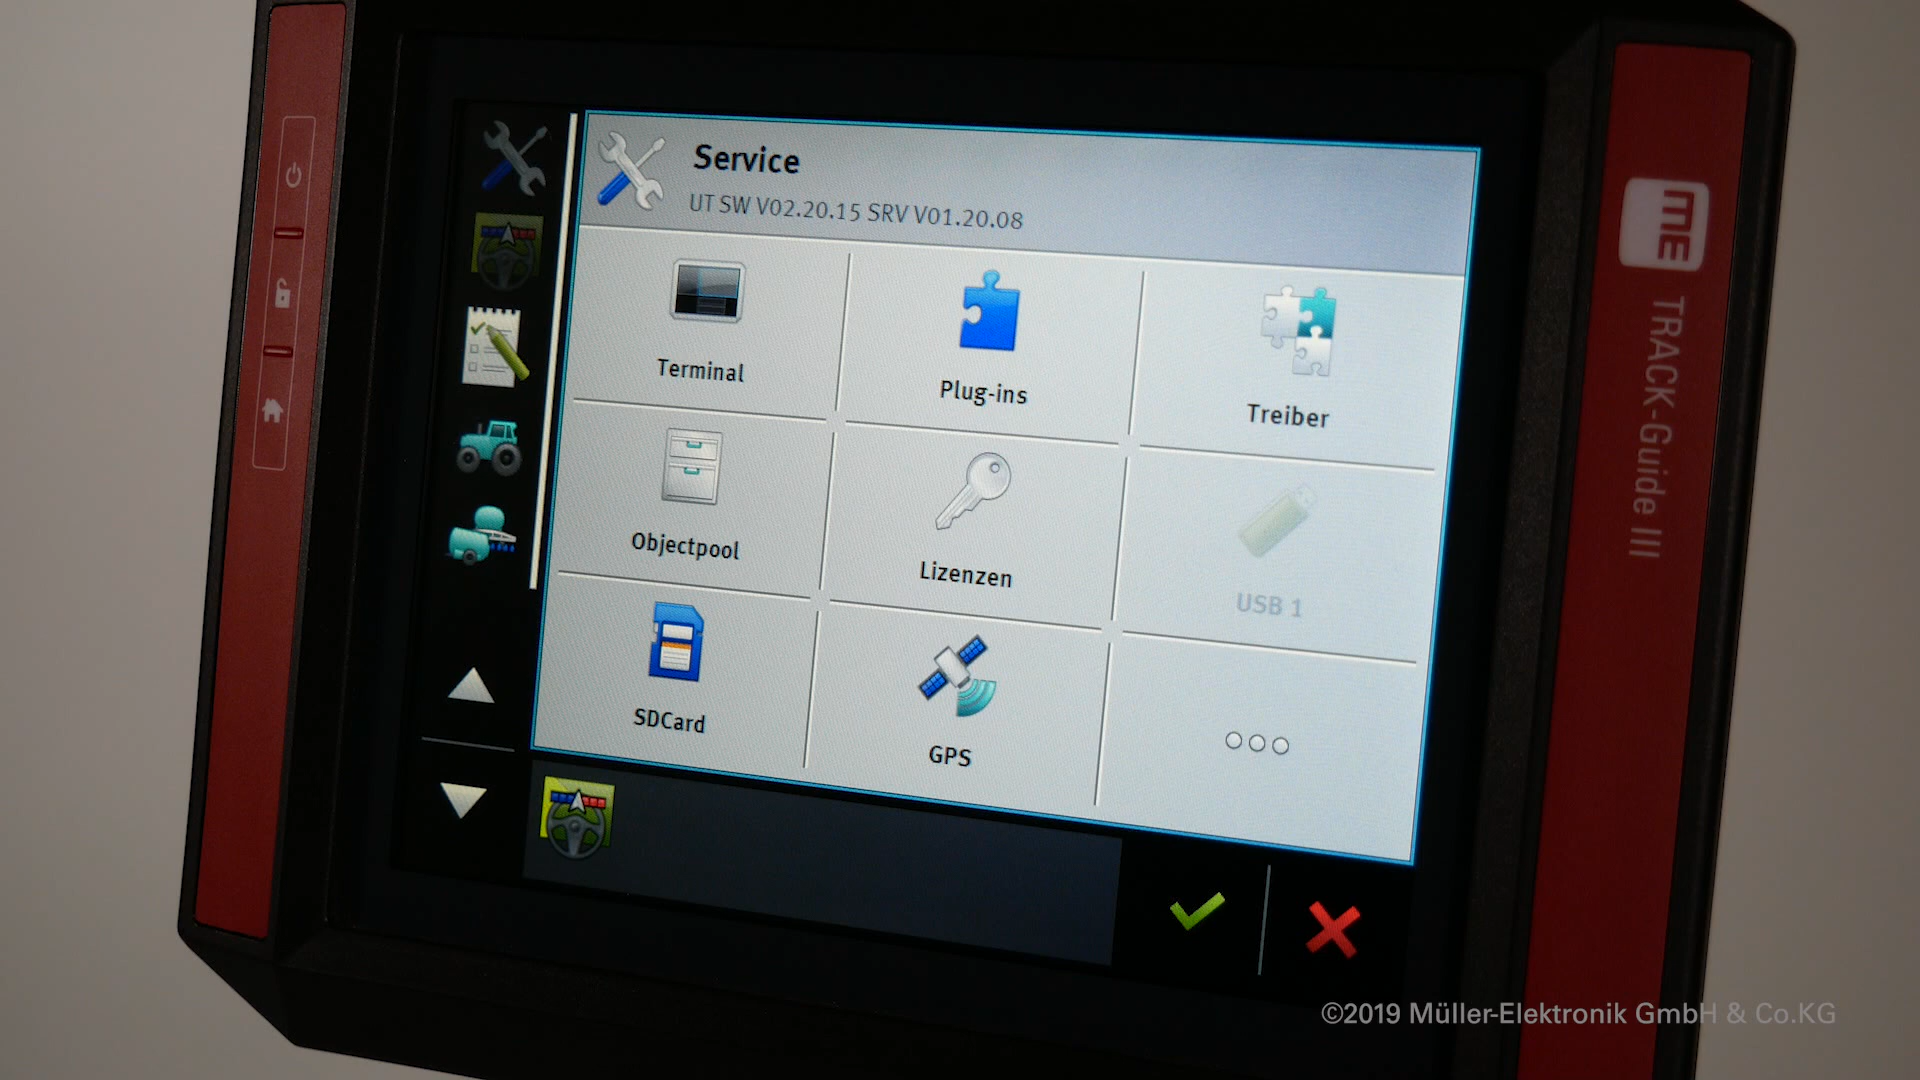 Service
UT SW V02.20.15 SRV V01.20.08
Terminal
Plug-ins
Treiber
Objectpool
Lizenzen
USB 1
SDCard
GPS
ME
TRACK-Guide III
©2019 Müller-Elektronik GmbH & Co.KG